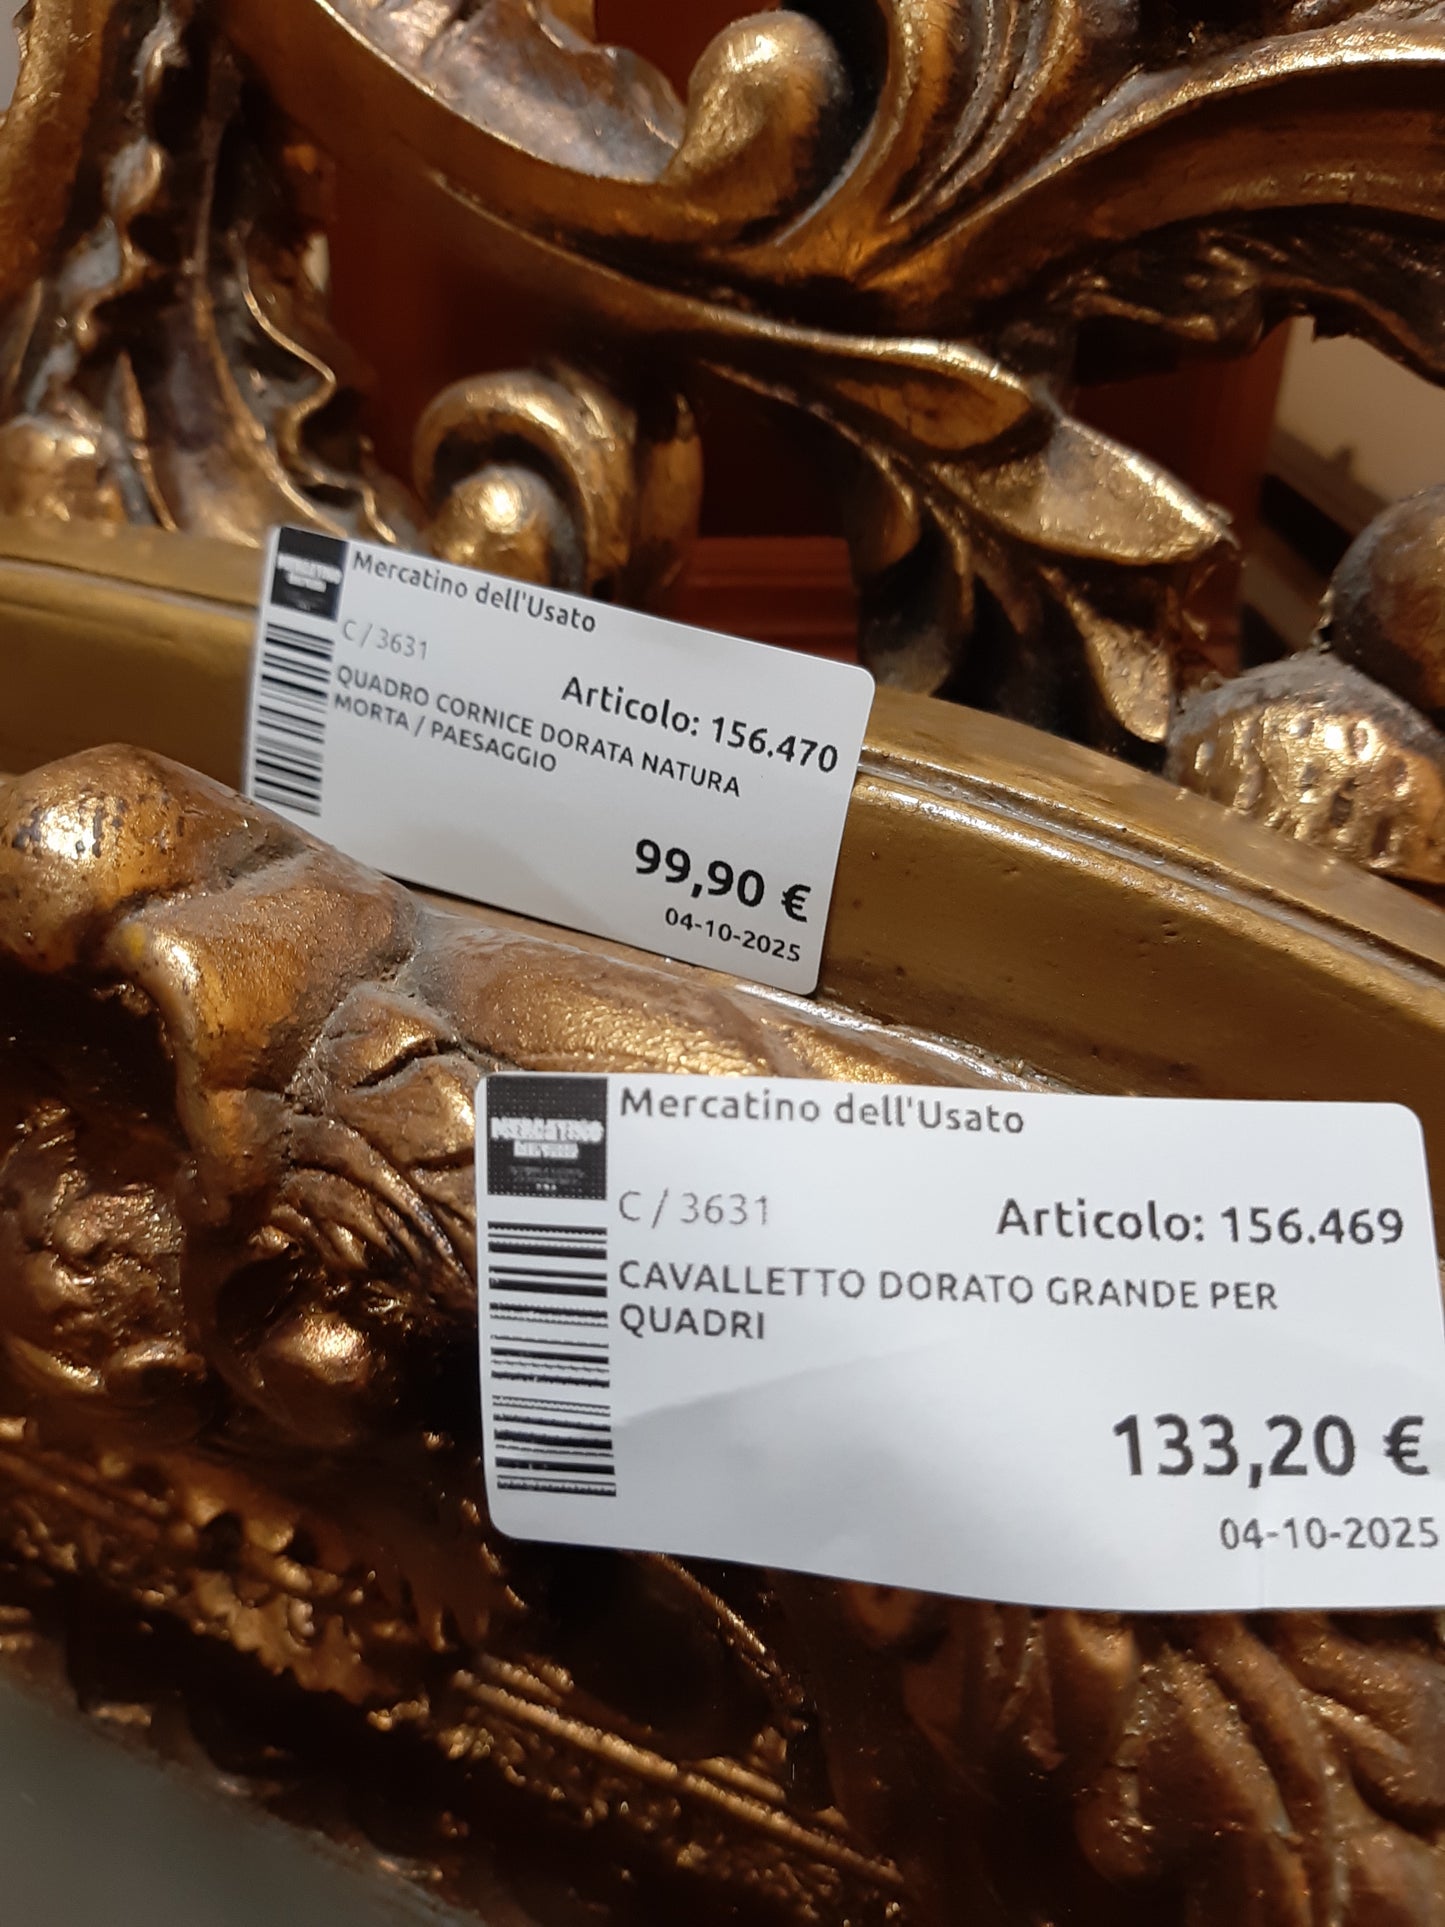 Mercatino dell'Usato
C / 3631
Articolo: 156.470
QUADRO CORNICE DORATA NATURA
MORTA / PAESAGGIO
99,90 €
04-10-2025
MERCATINO
Mercatino dell'Usato
C / 3631
Articolo: 156.469
CAVALLETTO DORATO GRANDE PER
QUADRI
133,20 €
04-10-2025